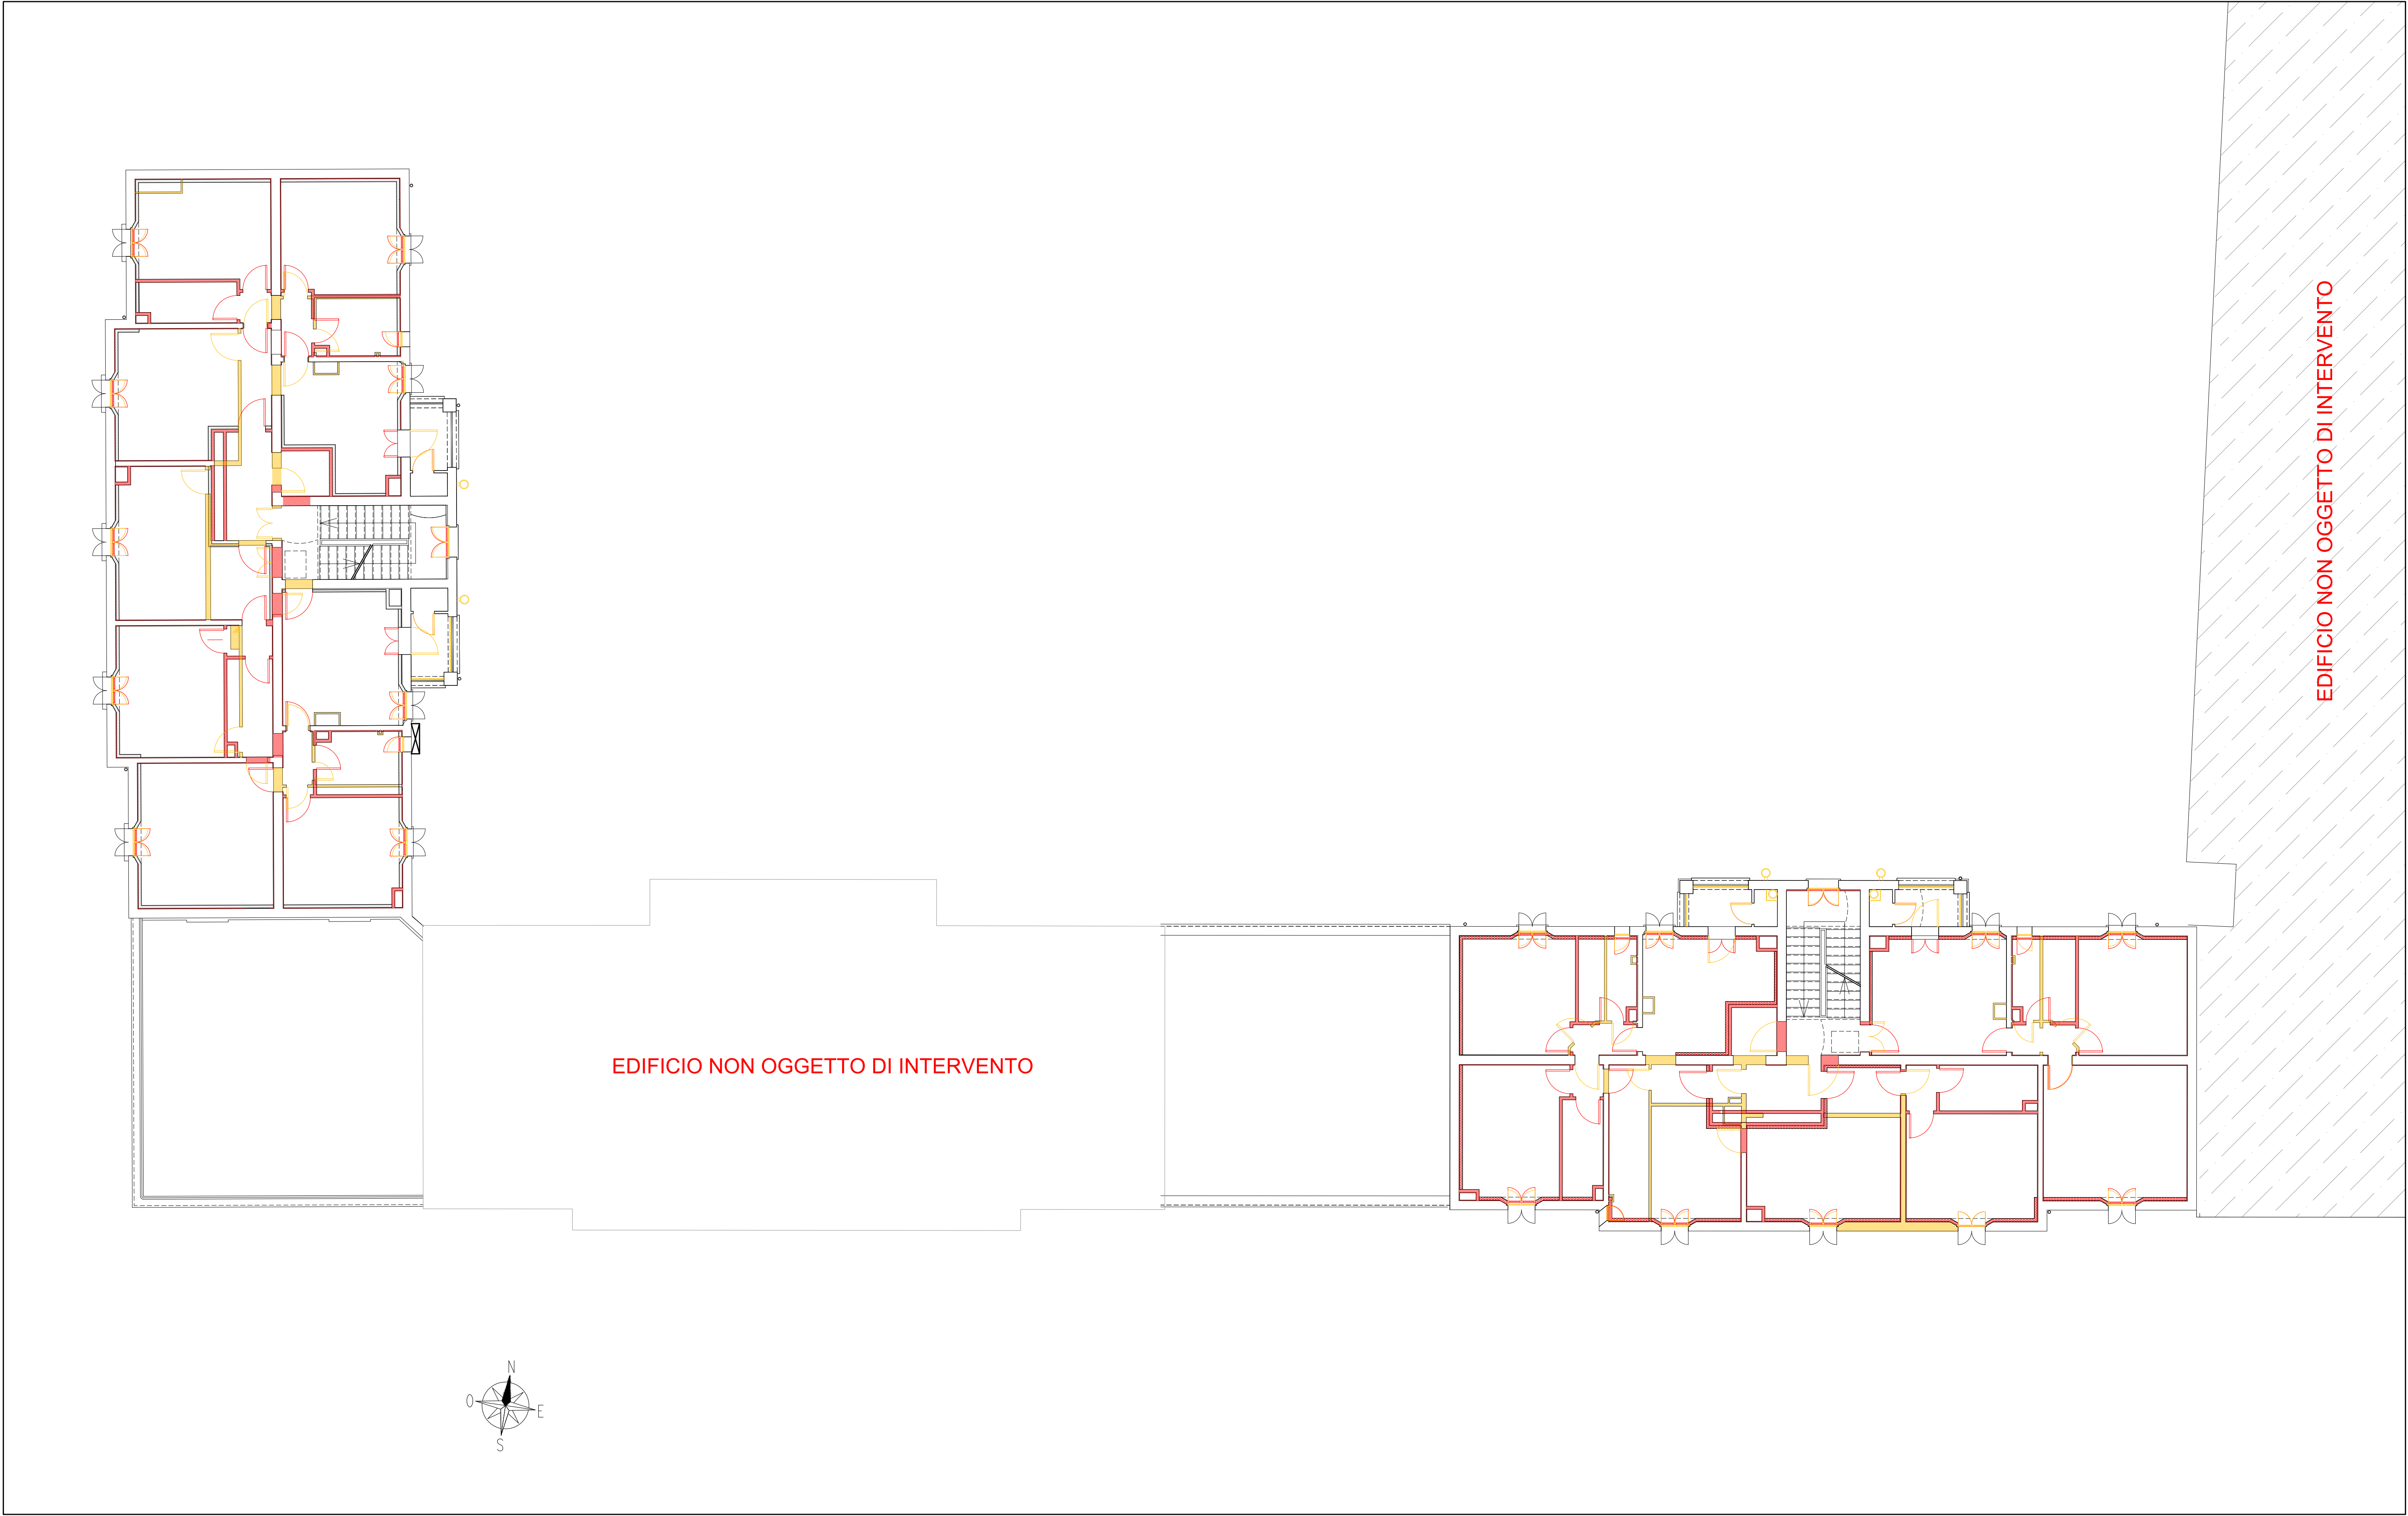 EDIFICIO NON OGGETTO DI INTERVENTO
EDIFICIO NON OGGETTO DI INTERVENTO
N
O
E
S